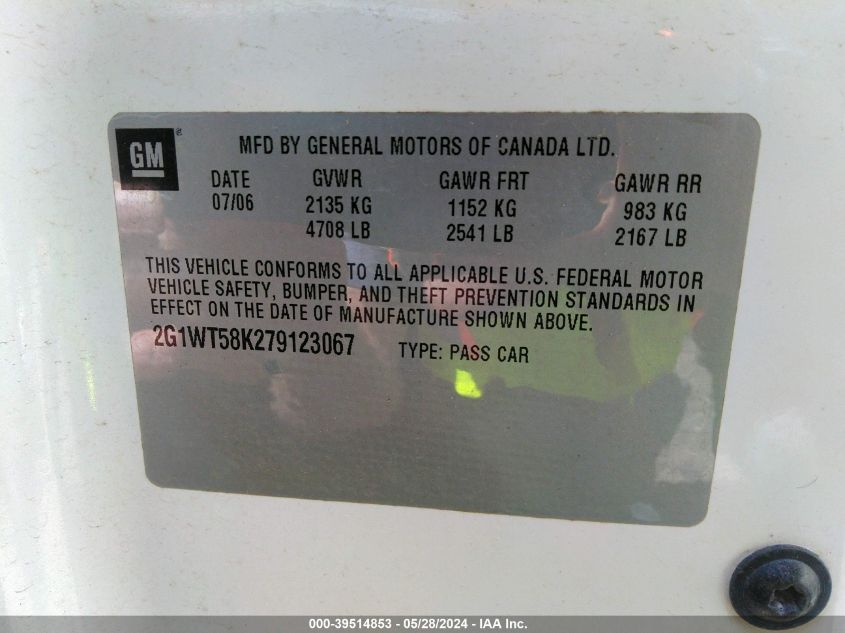 GM ®
MFD BY GENERAL MOTORS OF CANADA LTD.
DATE GVWR GAWR FRT GAWR RR
07/06 2135 KG 1152 KG 983 KG
4708 LB 2541 LB 2167 LB
THIS VEHICLE CONFORMS TO ALL APPLICABLE U.S. FEDERAL MOTOR
VEHICLE SAFETY, BUMPER, AND THEFT PREVENTION STANDARDS IN
EFFECT ON THE DATE OF MANUFACTURE SHOWN ABOVE.
2G1WT58K279123067 TYPE: PASS CAR
000-39514853 - 05/28/2024 - IAA Inc.